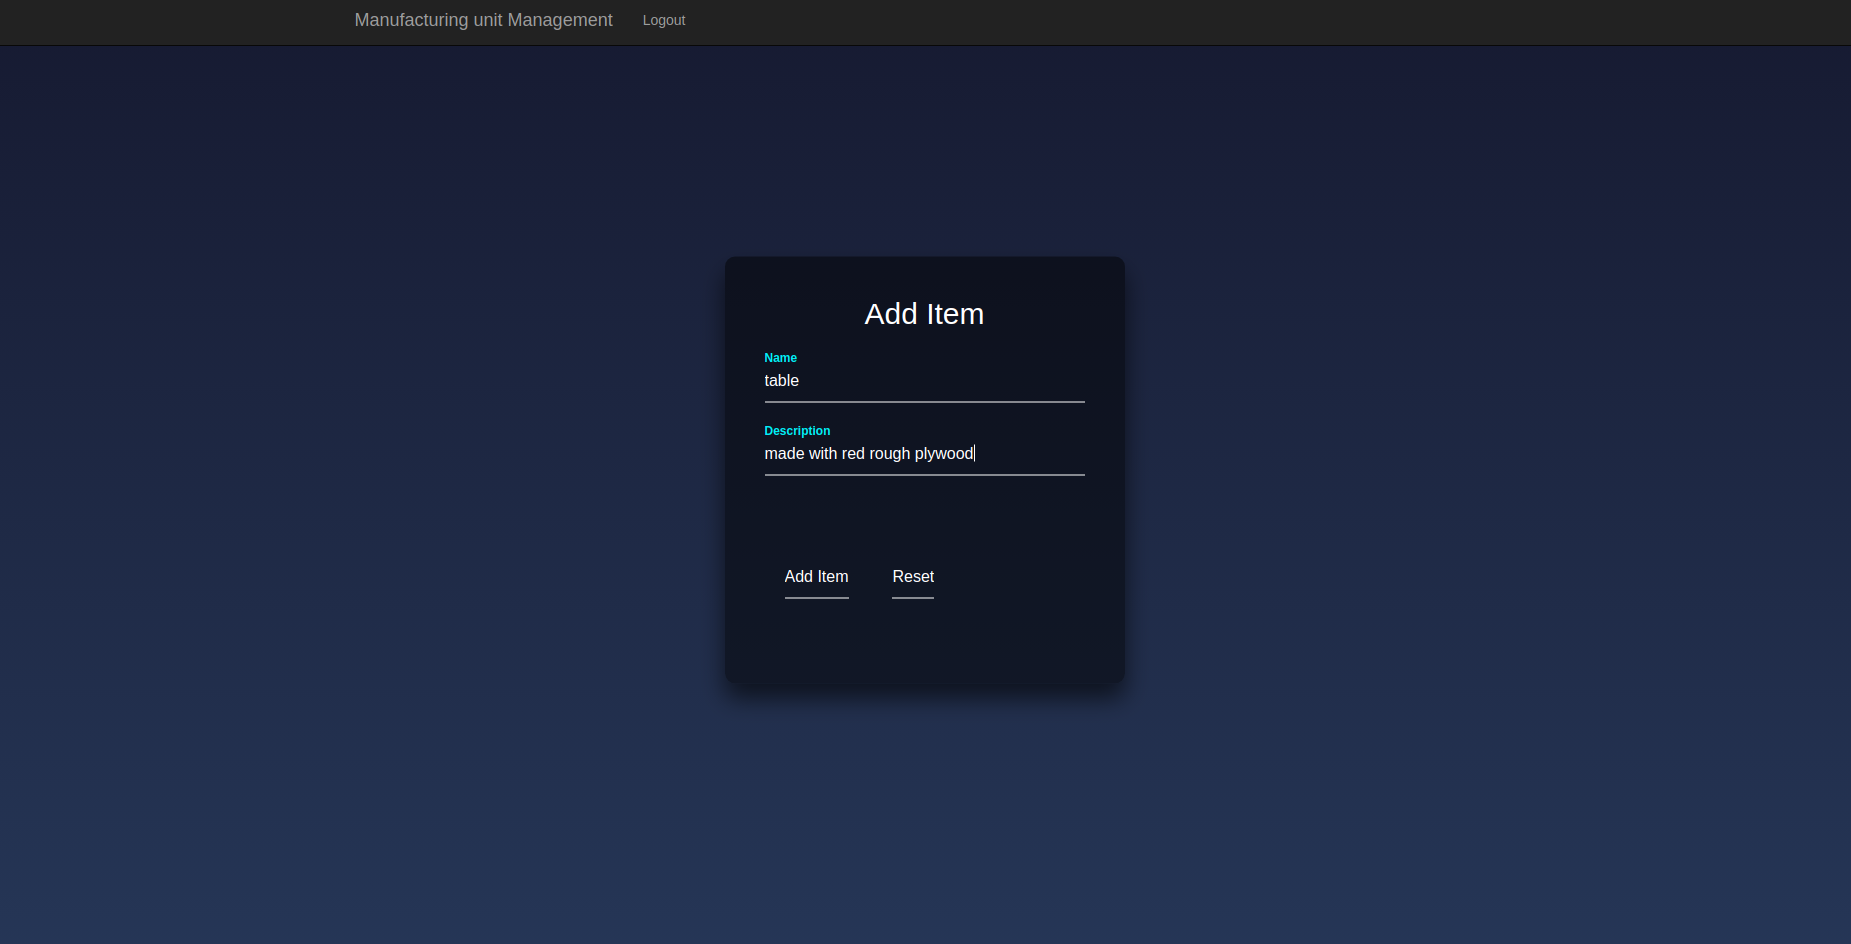 Manufacturing unit Management Logout
Add Item
Name
table
Description
made with red rough plywood
Add Item Reset